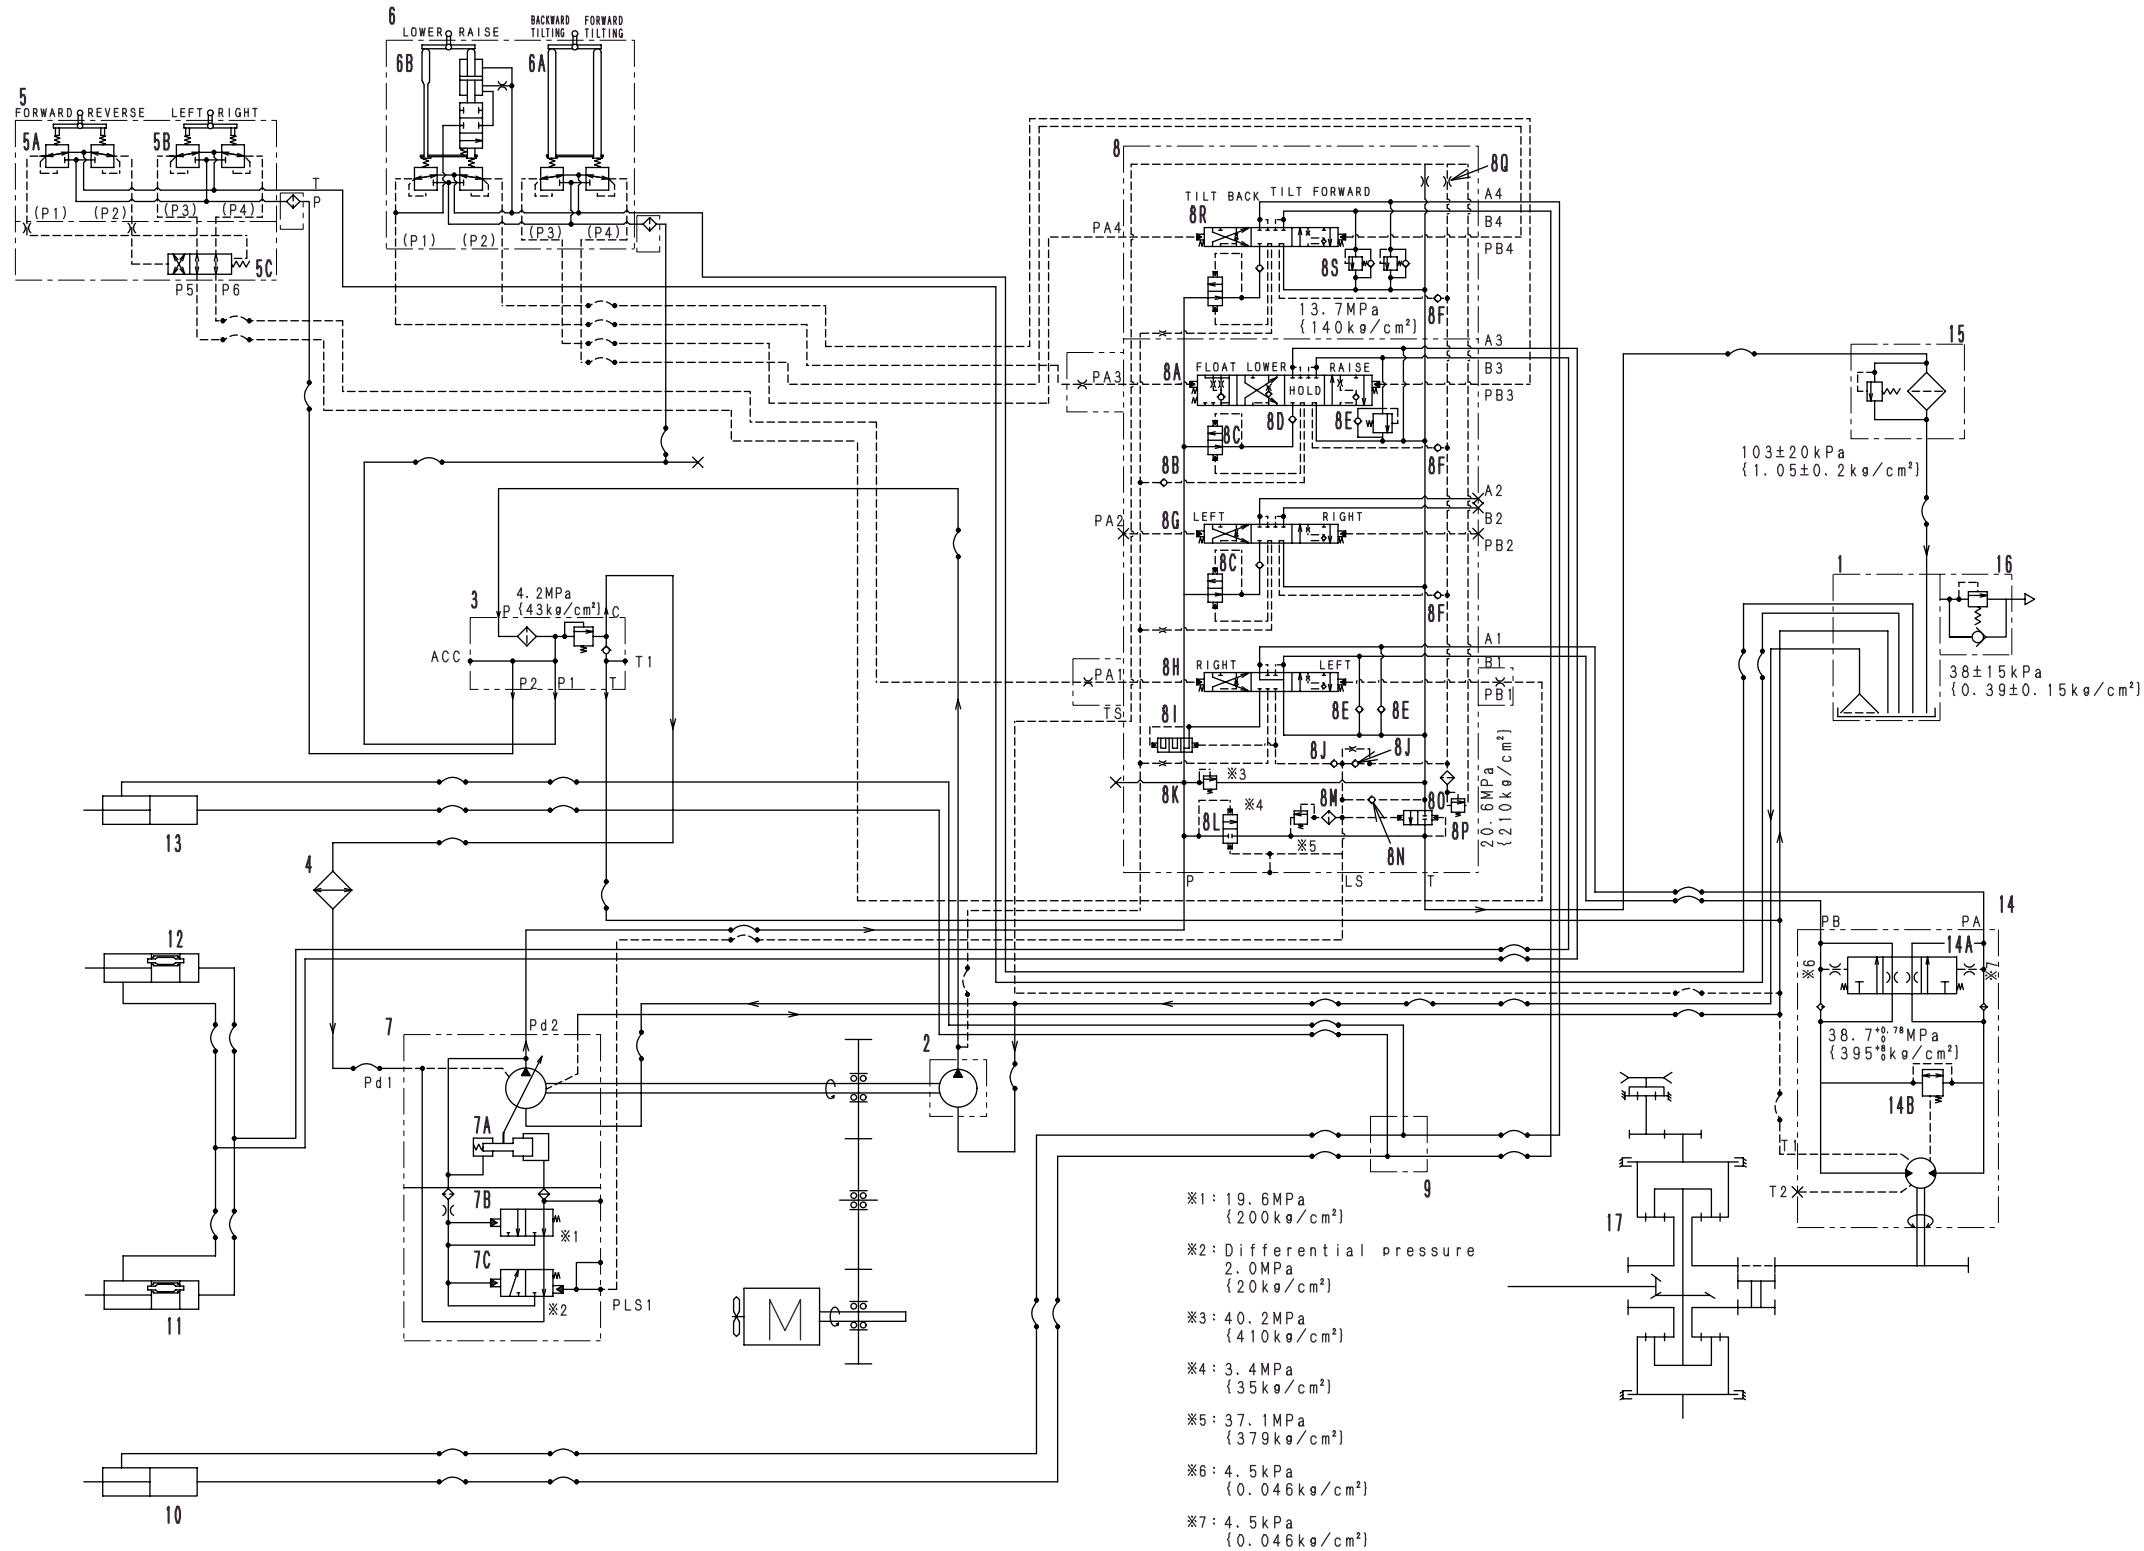 6
BACKWARD FORWARD
TILTING TILTING
LOWER RAISE
6B
6A
5
FORWARD REVERSE LEFT RIGHT
5A
5B
T
P
(P1) (P2) (P3) (P4)
5C
P5 P6
(P1) (P2) (P3) (P4)
8
8Q
TILT BACK TILT FORWARD
A4
8R
B4
PA4
PB4
8S
13.7MPa
{140kg/cm²}
8F
A3
FLOAT LOWER RAISE
8A
B3
PA3
HOLD
PB3
8D
8E
8C
8B
8F
A2
LEFT RIGHT
8G
B2
PA2
PB2
8C
8F
A1
RIGHT LEFT
8H
B1
PA1
PB1
TS
8I
8E
8E
8J
8J
※3
8K
8M
8O
※4
8L
8P
※5
8N
20.6MPa
{210kg/cm²}
P
LS
T
15
103±20kPa
{1.05±0.2kg/cm²}
1
16
38±15kPa
{0.39±0.15kg/cm²}
3
4.2MPa
P {43kg/cm²} C
ACC
T1
P2 P1 T
13
4
12
11
10
7
Pd2
Pd1
2
7A
7B
※1
7C
※2
PLS1
M
9
14
PB PA
14A
※6
※7
38.7+0.78 0MPa
{395+8 0kg/cm²}
14B
T1
T2
17
※1: 19.6MPa
{200kg/cm²}
※2: Differential pressure
2.0MPa
{20kg/cm²}
※3: 40.2MPa
{410kg/cm²}
※4: 3.4MPa
{35kg/cm²}
※5: 37.1MPa
{379kg/cm²}
※6: 4.5kPa
{0.046kg/cm²}
※7: 4.5kPa
{0.046kg/cm²}